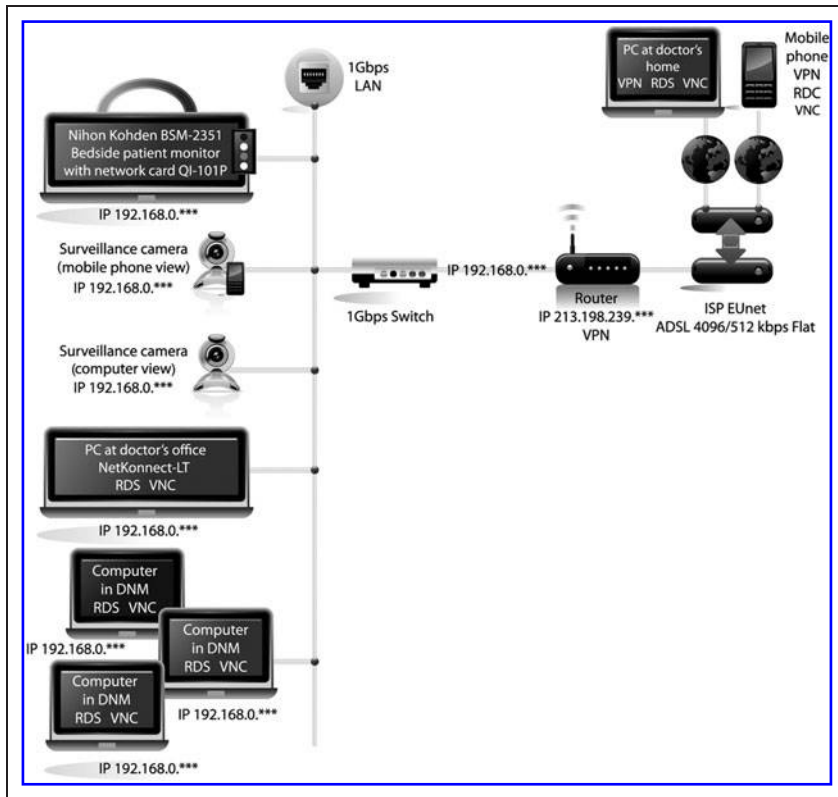 1Gbps
LAN
Nihon Kohden BSM-2351
Bedside patient monitor
with network card QI-101P
IP 192.168.0.***
Surveillance camera
(mobile phone view)
IP 192.168.0.***
Surveillance camera
(computer view)
IP 192.168.0.***
PC at doctor's office
NetKonnect-LT
RDS VNC
IP 192.168.0.***
Computer
in DNM
RDS VNC
IP 192.168.0.***
Computer
in DNM
RDS VNC
IP 192.168.0.***
Computer
in DNM
RDS VNC
IP 192.168.0.***
1Gbps Switch
IP 192.168.0.***
Router
IP 213.198.239.***
VPN
ISP EUnet
ADSL 4096/512 kbps Flat
PC at doctor's
home
VPN RDS VNC
Mobile
phone
VPN
RDC
VNC